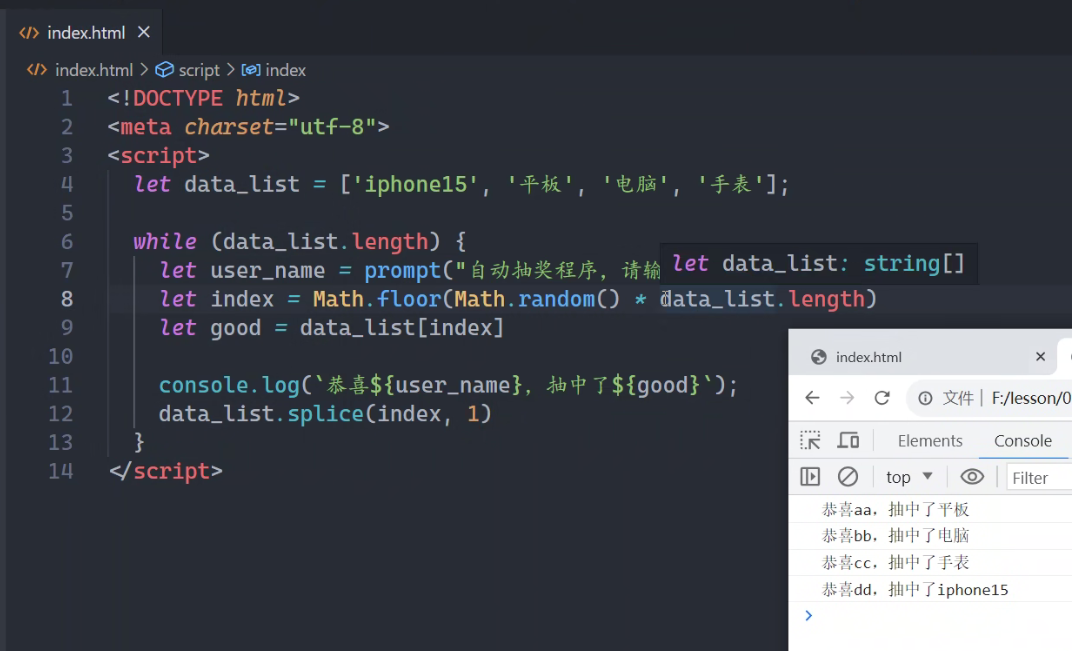 index.html
index.html > script > index
1 <!DOCTYPE html>
2 <meta charset="utf-8">
3 <script>
4 let data_list = ['iphone15', '平板', '电脑', '手表'];
5
6 while (data_list.length) {
7 let user_name = prompt("自动抽奖程序，请输
let data_list: string[]
8 let index = Math.floor(Math.random() * data_list.length)
9 let good = data_list[index]
10
11 console.log(`恭喜${user_name}，抽中了${good}`);
12 data_list.splice(index, 1)
13 }
14 </script>
index.html
文件 | F:/lesson/0
Elements Console
top Filter
恭喜aa，抽中了平板
恭喜bb，抽中了电脑
恭喜cc，抽中了手表
恭喜dd，抽中了iphone15
>